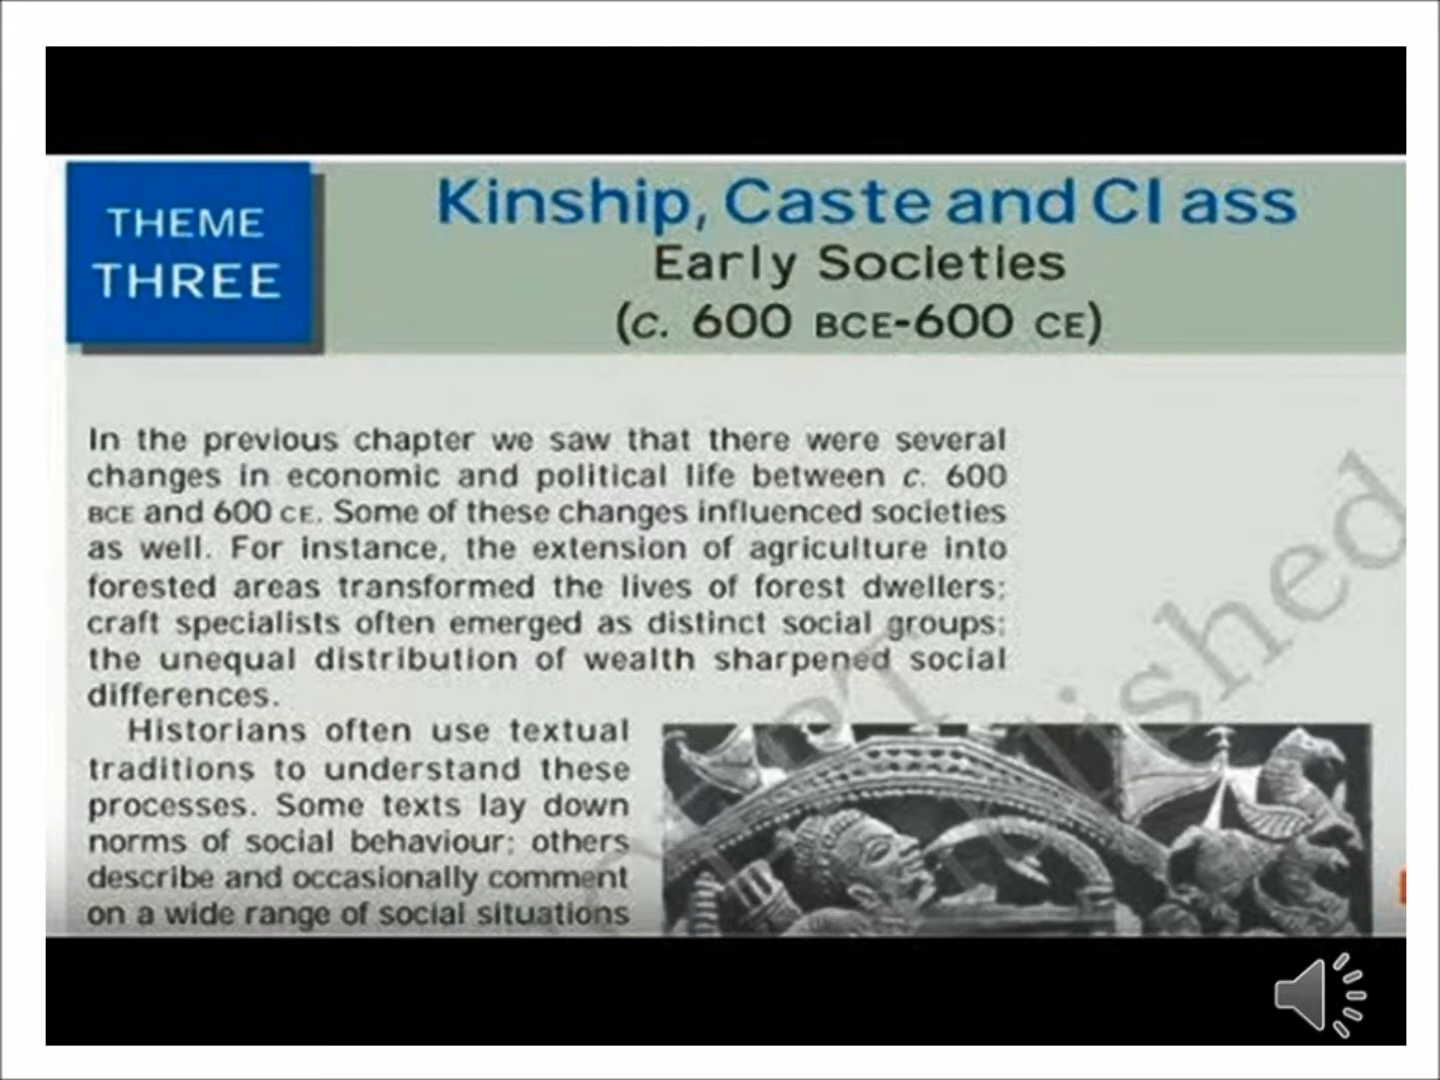 THEME
THREE
Kinship, Caste and Class
Early Societies
(c. 600 BCE-600 CE)
In the previous chapter we saw that there were several
changes in economic and political life between c. 600
BCE and 600 CE. Some of these changes influenced societies
as well. For instance, the extension of agriculture into
forested areas transformed the lives of forest dwellers;
craft specialists often emerged as distinct social groups;
the unequal distribution of wealth sharpened social
differences.
Historians often use textual
traditions to understand these
processes. Some texts lay down
norms of social behaviour; others
describe and occasionally comment
on a wide range of social situations